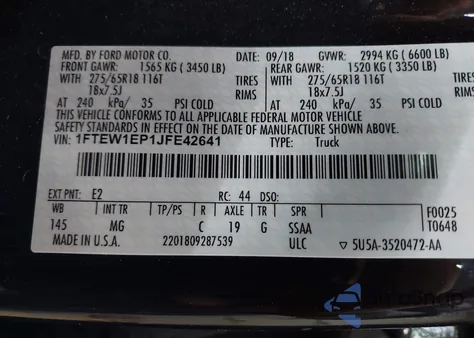 MFD. BY FORD MOTOR CO. 09/18 GVWR: 2994 KG ( 6600 LB)
FRONT GAWR: 1565 KG ( 3450 LB) REAR GAWR: 1520 KG ( 3350 LB)
WITH 275/65R18 116T TIRES WITH 275/65R18 116T TIRES
18x7.5J RIMS 18x7.5J RIMS
AT 240 kPa/ 35 PSI COLD AT 240 kPa/ 35 PSI COLD
THIS VEHICLE CONFORMS TO ALL APPLICABLE FEDERAL MOTOR VEHICLE
SAFETY AND THEFT PREVENTION STANDARDS IN EFFECT ON THE DATE OF MANUFACTURE SHOWN ABOVE.
VIN: 1FTEW1EP1JFE42641 TYPE: Truck
EXT PNT: E2 RC: 44 DSO: F0025
WB INT TR TP/PS R AXLE TR SPR T0648
145 MG C 19 G SSAA
MADE IN U.S.A. 2201809287539 ULC 5U5A-3520472-AA